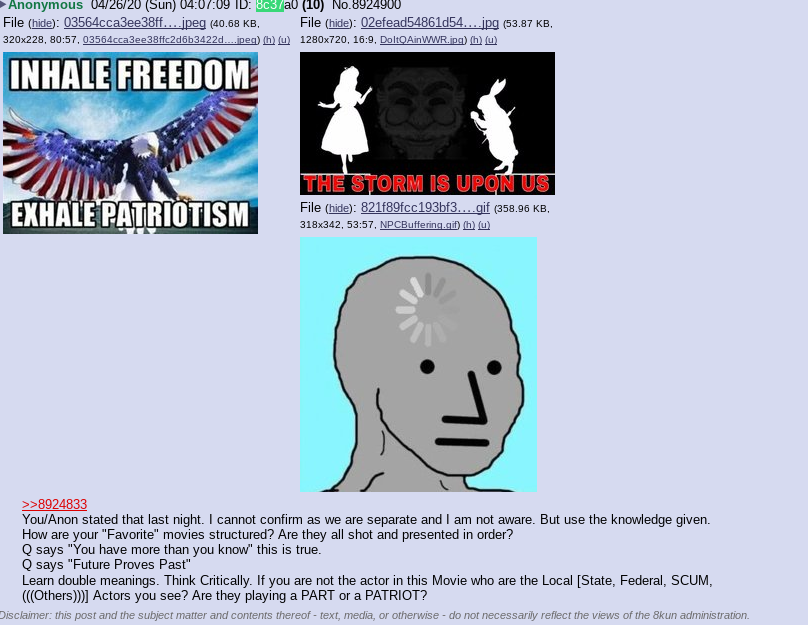 Anonymous 04/26/20 (Sun) 04:07:09 ID: 8c37a0 (10) No.8924900
File (hide): 03564cca3ee38ff….jpeg (40.68 KB,
320x228, 80:57, 03564cca3ee38ffc2d6b3422d….jpeg) (h) (u)
INHALE FREEDOM
EXHALE PATRIOTISM
File (hide): 02efead54861d54….jpg (53.87 KB,
1280x720, 16:9, DoItQAinWWR.jpg) (h) (u)
THE STORM IS UPON US
File (hide): 821f89fcc193bf3….gif (358.96 KB,
318x342, 53:57, NPCBuffering.gif) (h) (u)
>>8924833
You/Anon stated that last night. I cannot confirm as we are separate and I am not aware. But use the knowledge given.
How are your "Favorite" movies structured? Are they all shot and presented in order?
Q says "You have more than you know" this is true.
Q says "Future Proves Past"
Learn double meanings. Think Critically. If you are not the actor in this Movie who are the Local [State, Federal, SCUM,
(((Others)))] Actors you see? Are they playing a PART or a PATRIOT?
Disclaimer: this post and the subject matter and contents thereof - text, media, or otherwise - do not necessarily reflect the views of the 8kun administration.